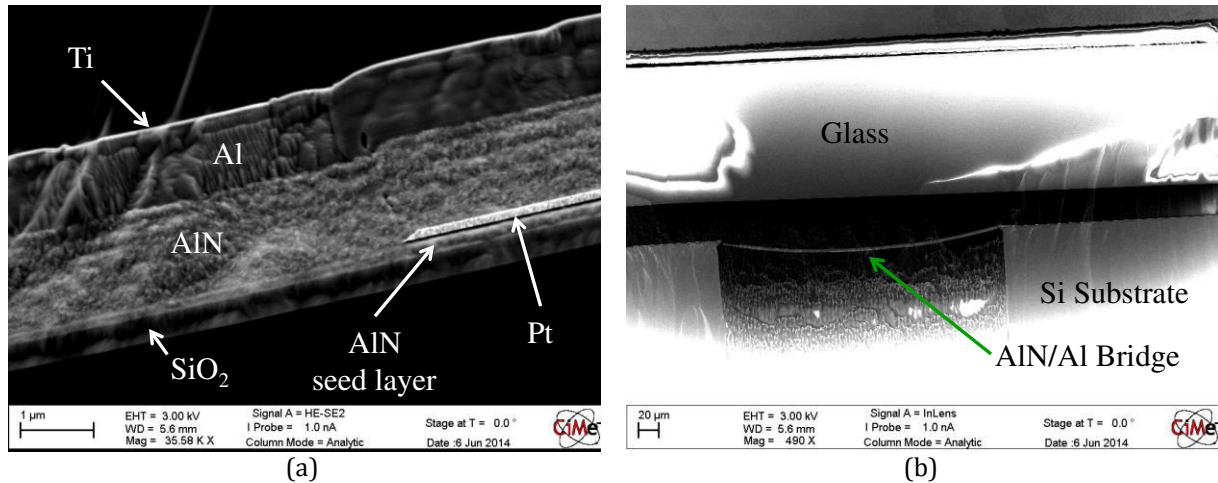 Ti
Al
AlN
AlN
seed layer
Pt
SiO₂
1 µm
EHT = 3.00 kV
WD = 5.6 mm
Mag = 35.58 K X
Signal A = HE-SE2
I Probe = 1.0 nA
Column Mode = Analytic
Stage at T = 0.0 °
Date :6 Jun 2014
CiMe
(a)
Glass
Si Substrate
AlN/Al Bridge
20 µm
EHT = 3.00 kV
WD = 5.6 mm
Mag = 490 X
Signal A = InLens
I Probe = 1.0 nA
Column Mode = Analytic
Stage at T = 0.0 °
Date :6 Jun 2014
CiMe
(b)